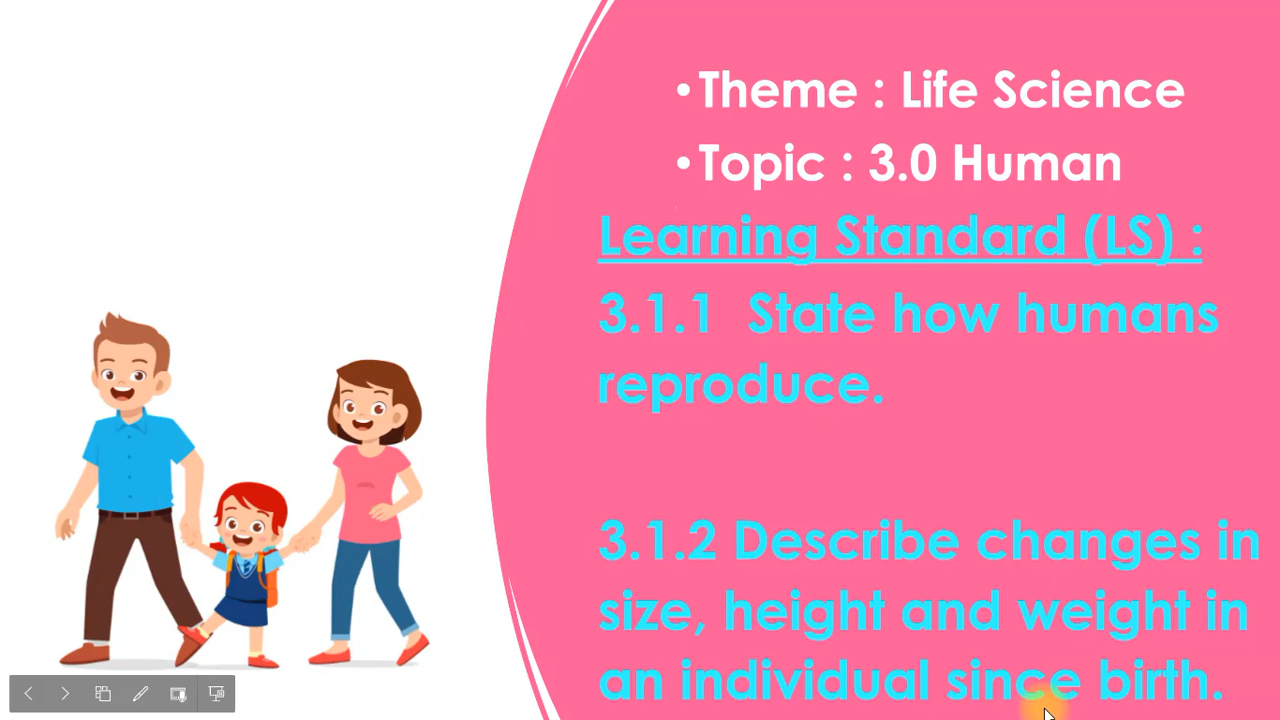 •Theme : Life Science
•Topic : 3.0 Human
Learning Standard (LS) :
3.1.1 State how humans
reproduce.
3.1.2 Describe changes in
size, height and weight in
an individual since birth.